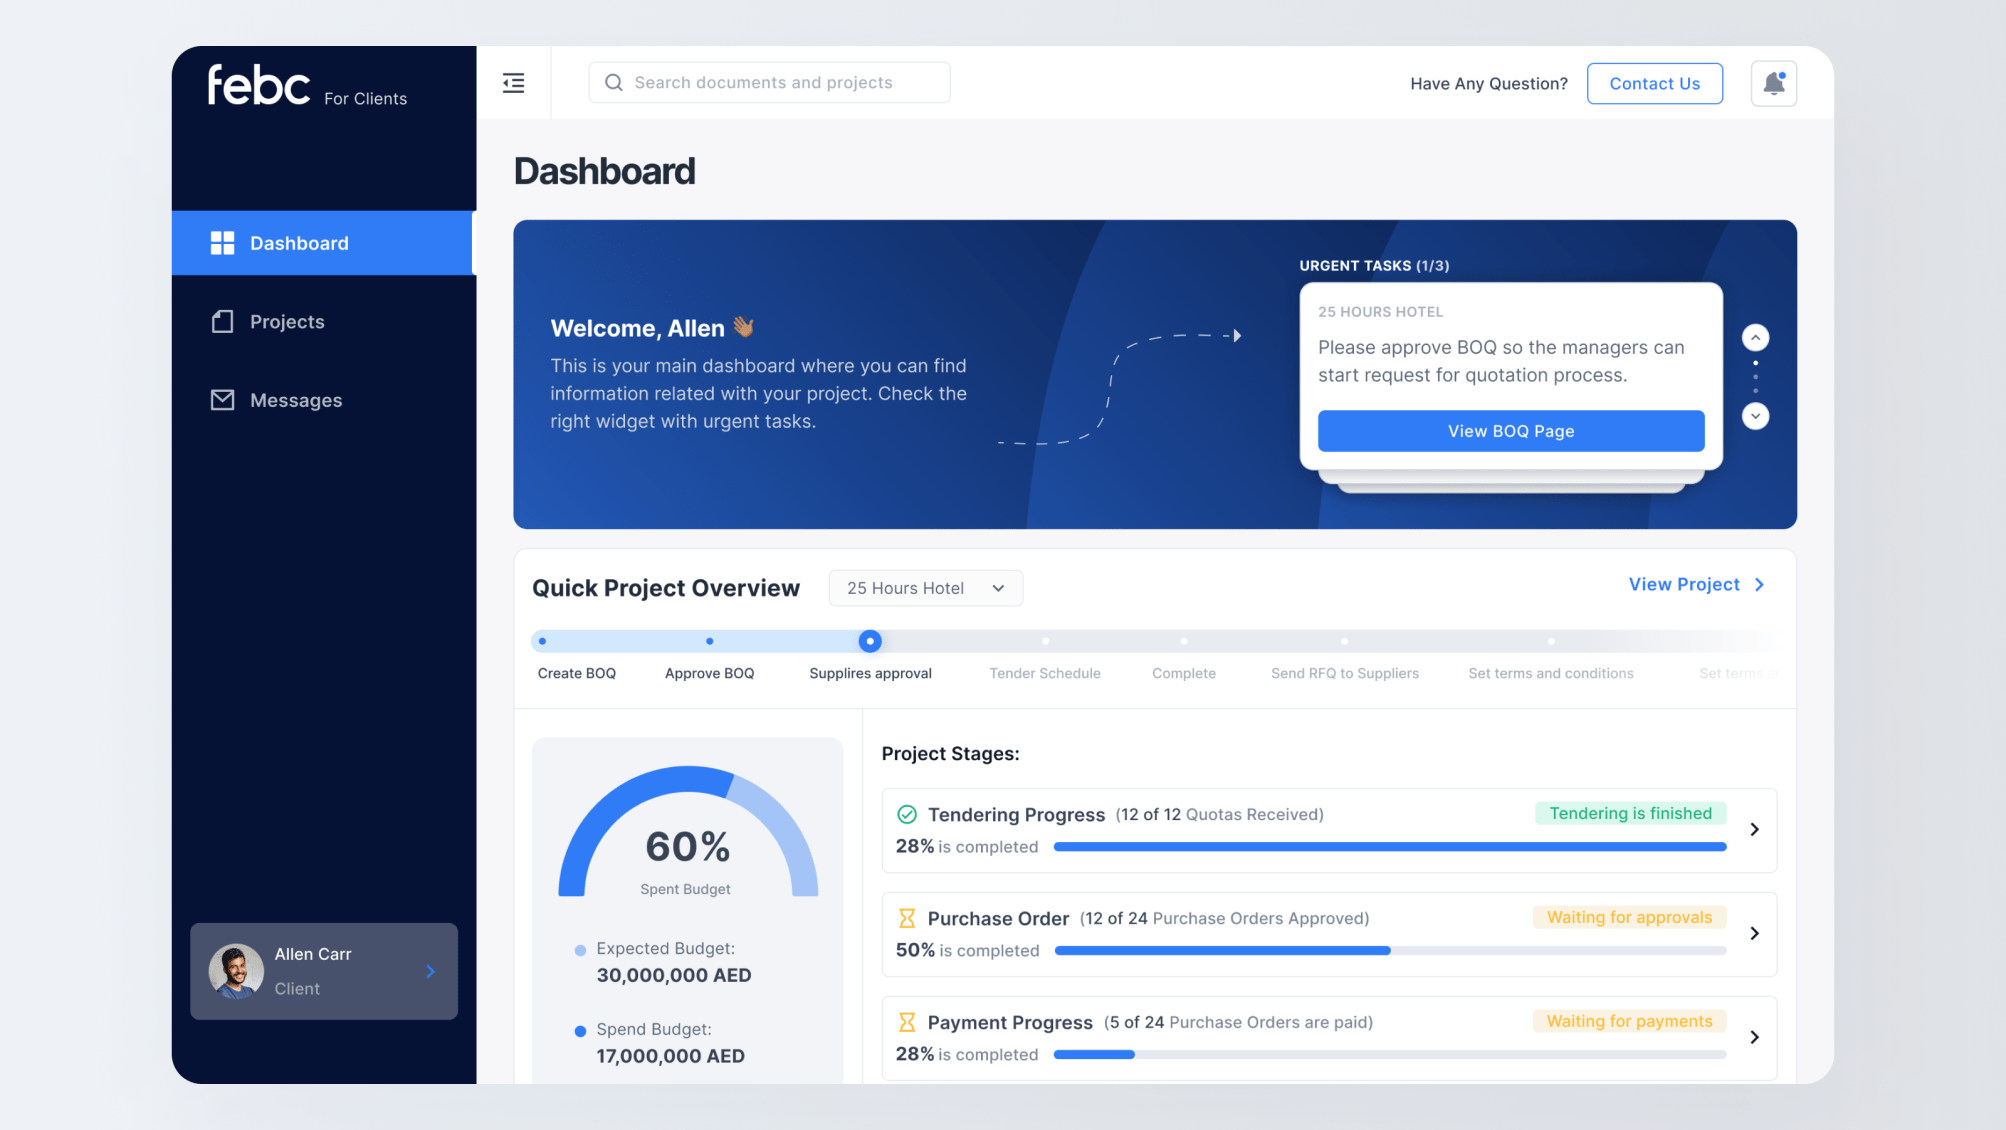 febc For Clients
Search documents and projects
Have Any Question?
Contact Us
Dashboard
Projects
Messages
Allen Carr
Client
Dashboard
Welcome, Allen 👋🏽
This is your main dashboard where you can find
information related with your project. Check the
right widget with urgent tasks.
URGENT TASKS (1/3)
25 HOURS HOTEL
Please approve BOQ so the managers can
start request for quotation process.
View BOQ Page
Quick Project Overview
25 Hours Hotel
View Project
Create BOQ
Approve BOQ
Supplires approval
Tender Schedule
Complete
Send RFQ to Suppliers
Set terms and conditions
Set terms
60%
Spent Budget
Expected Budget:
30,000,000 AED
Spend Budget:
17,000,000 AED
Project Stages:
Tendering Progress (12 of 12 Quotas Received)
Tendering is finished
28% is completed
Purchase Order (12 of 24 Purchase Orders Approved)
Waiting for approvals
50% is completed
Payment Progress (5 of 24 Purchase Orders are paid)
Waiting for payments
28% is completed